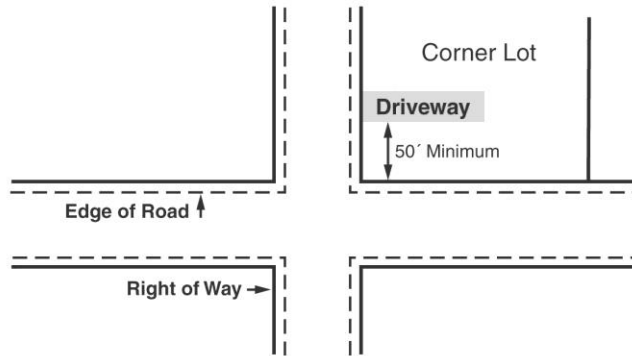 Corner Lot
Driveway
50´ Minimum
Edge of Road
Right of Way